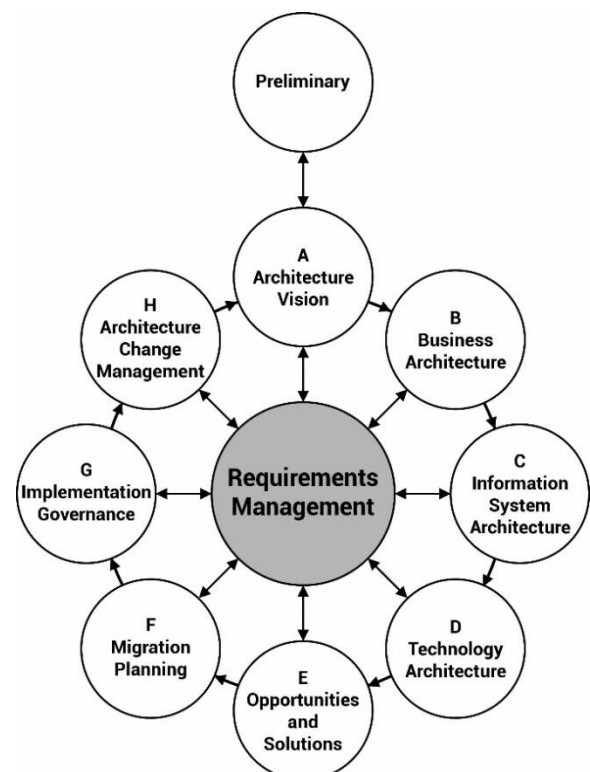 Preliminary
A
Architecture
Vision
B
Business
Architecture
C
Information
System
Architecture
D
Technology
Architecture
E
Opportunities
and
Solutions
F
Migration
Planning
G
Implementation
Governance
H
Architecture
Change
Management
Requirements
Management